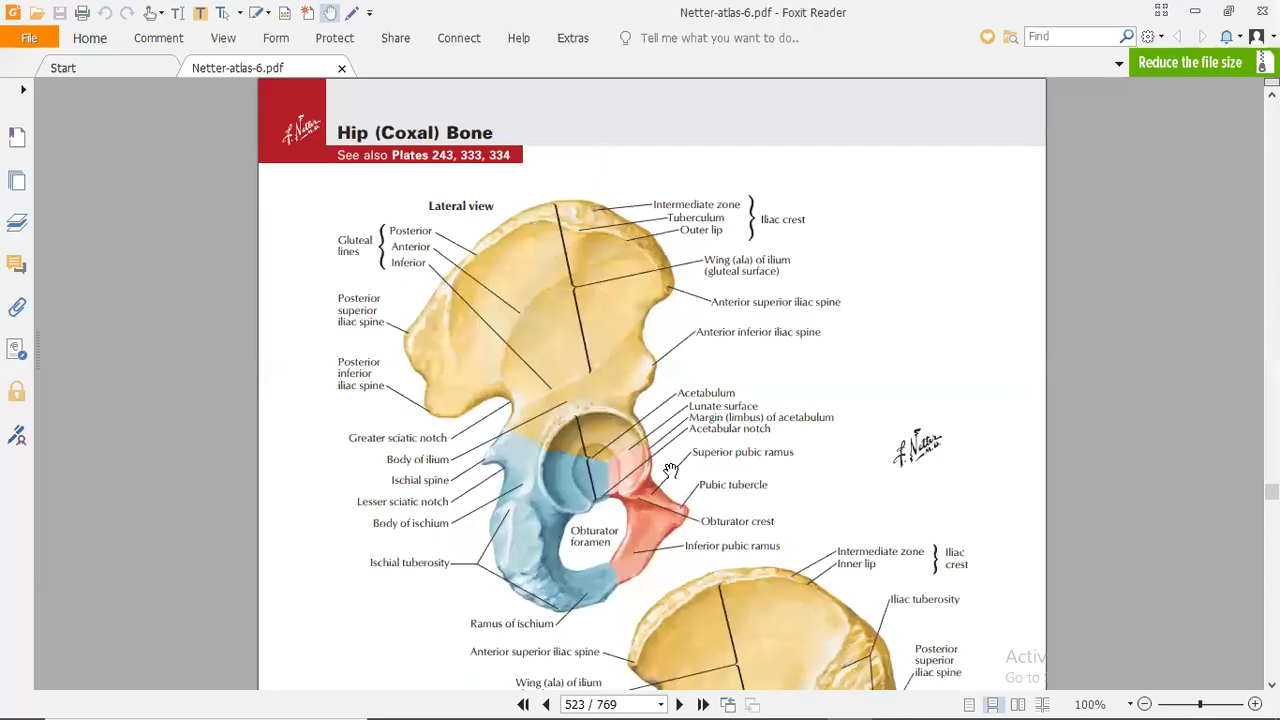 Netter-atlas-6.pdf - Foxit Reader
File
Home
Comment
View
Form
Protect
Share
Connect
Help
Extras
Tell me what you want to do..
Find
Start
Netter-atlas-6.pdf
Reduce the file size
F. Netter
M.D.
Hip (Coxal) Bone
See also Plates 243, 333, 334
Lateral view
Gluteal
lines
Posterior
Anterior
Inferior
Intermediate zone
Tuberculum
Outer lip
Iliac crest
Wing (ala) of ilium
(gluteal surface)
Posterior
superior
iliac spine
Anterior superior iliac spine
Anterior inferior iliac spine
Posterior
inferior
iliac spine
Acetabulum
Lunate surface
Margin (limbus) of acetabulum
Acetabular notch
Greater sciatic notch
Body of ilium
Ischial spine
Lesser sciatic notch
Body of ischium
Superior pubic ramus
Pubic tubercle
Obturator crest
Obturator
foramen
Inferior pubic ramus
Ischial tuberosity
Ramus of ischium
F. Netter
M.D.
Intermediate zone
Inner lip
Iliac
crest
Iliac tuberosity
Anterior superior iliac spine
Wing (ala) of ilium
Posterior
superior
iliac spine
Activ
Go to
523 / 769
100%